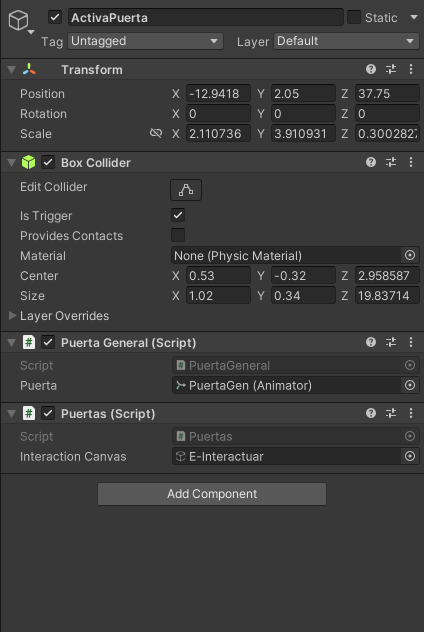 ActivaPuerta Static
Tag Untagged Layer Default
Transform
Position X -12.9418 Y 2.05 Z 37.75
Rotation X 0 Y 0 Z 0
Scale X 2.110736 Y 3.910931 Z 0.3002827
Box Collider
Edit Collider
Is Trigger
Provides Contacts
Material None (Physic Material)
Center X 0.53 Y -0.32 Z 2.958587
Size X 1.02 Y 0.34 Z 19.83714
Layer Overrides
# Puerta General (Script)
Script # PuertaGeneral
Puerta PuertaGen (Animator)
# Puertas (Script)
Script # Puertas
Interaction Canvas E-Interactuar
Add Component